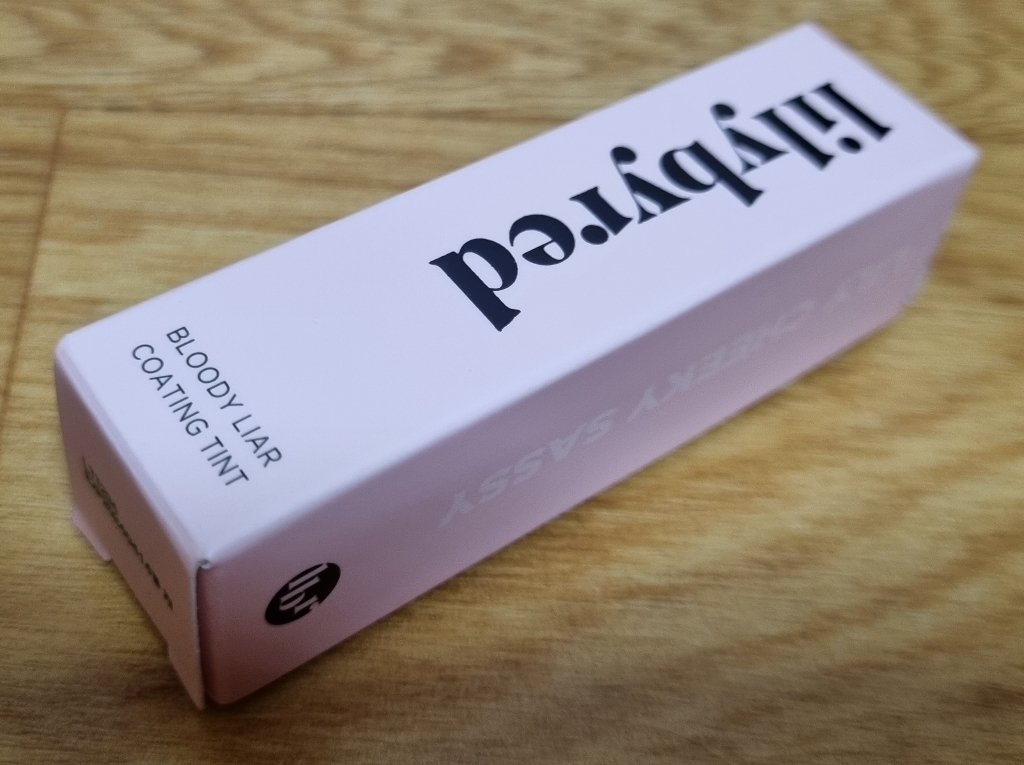 lilybyred
BLOODY LIAR
COATING TINT
CHEEKY SASSY